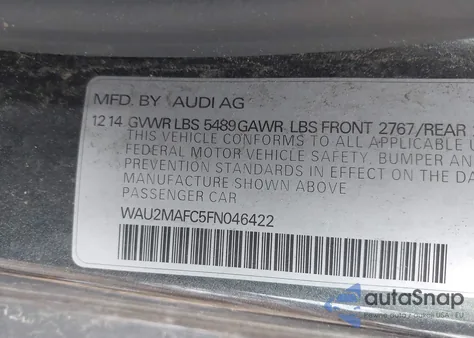 MFD. BY AUDI AG
12 14 GVWR LBS 5489 GAWR LBS FRONT 2767/REAR
THIS VEHICLE CONFORMS TO ALL APPLICABLE
FEDERAL MOTOR VEHICLE SAFETY, BUMPER AN
PREVENTION STANDARDS IN EFFECT ON THE DA
MANUFACTURE SHOWN ABOVE
PASSENGER CAR
WAU2MAFC5FN046422
autoSnap